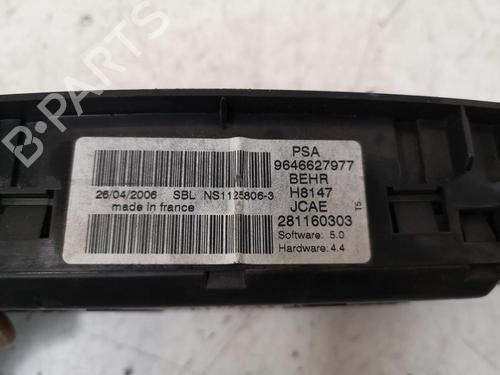 PSA
9646627977
BEHR
H8147
JCAE
281160303
T5
Software: 5.0
Hardware: 4.4
26/04/2006 SBL NS1125806-3
made in france
B-PARTS